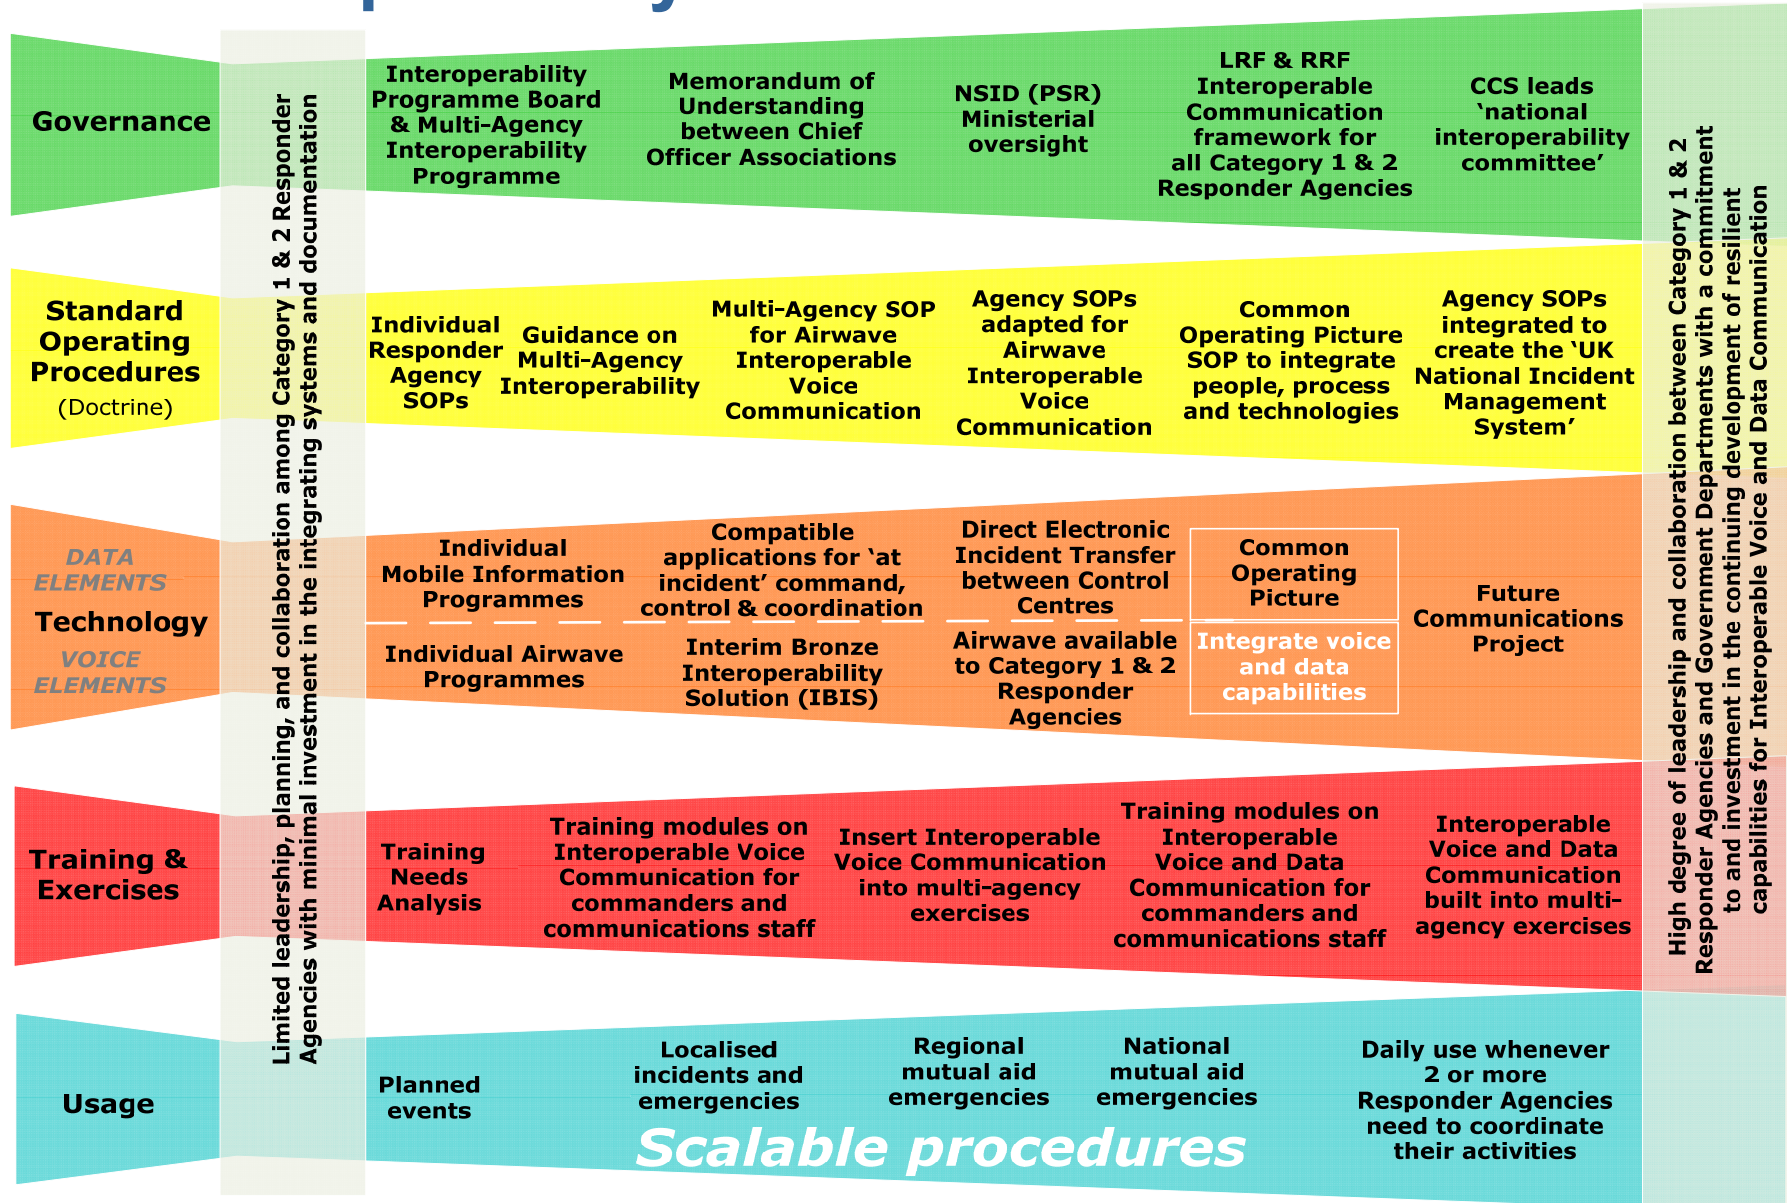 Governance
Interoperability
Programme Board
& Multi-Agency
Interoperability
Programme
Memorandum of
Understanding
between Chief
Officer Associations
NSID (PSR)
Ministerial
oversight
LRF & RRF
Interoperable
Communication
framework for
all Category 1 & 2
Responder Agencies
CCS leads
‘national
interoperability
committee’
Standard
Operating
Procedures
(Doctrine)
Individual
Responder
Agency
SOPs
Guidance on
Multi-Agency
Interoperability
Multi-Agency SOP
for Airwave
Interoperable
Voice
Communication
Agency SOPs
adapted for
Airwave
Interoperable
Voice
Communication
Common
Operating Picture
SOP to integrate
people, process
and technologies
Agency SOPs
integrated to
create the ‘UK
National Incident
Management
System’
DATA
ELEMENTS
Technology
VOICE
ELEMENTS
Individual
Mobile Information
Programmes
Compatible
applications for ‘at
incident’ command,
control & coordination
Direct Electronic
Incident Transfer
between Control
Centres
Common
Operating
Picture
Individual Airwave
Programmes
Interim Bronze
Interoperability
Solution (IBIS)
Airwave available
to Category 1 & 2
Responder
Agencies
Integrate voice
and data
capabilities
Future
Communications
Project
Training &
Exercises
Training
Needs
Analysis
Training modules on
Interoperable Voice
Communication for
commanders and
communications staff
Insert Interoperable
Voice Communication
into multi-agency
exercises
Training modules on
Interoperable
Voice and Data
Communication for
commanders and
communications staff
Interoperable
Voice and Data
Communication
built into multi-
agency exercises
Usage
Planned
events
Localised
incidents and
emergencies
Regional
mutual aid
emergencies
National
mutual aid
emergencies
Daily use whenever
2 or more
Responder Agencies
need to coordinate
their activities
Scalable procedures
Limited leadership, planning, and collaboration among Category 1 & 2 Responder
Agencies with minimal investment in the integrating systems and documentation
High degree of leadership and collaboration between Category 1 & 2
Responder Agencies and Government Departments with a commitment
to and investment in the continuing development of resilient
capabilities for Interoperable Voice and Data Communication